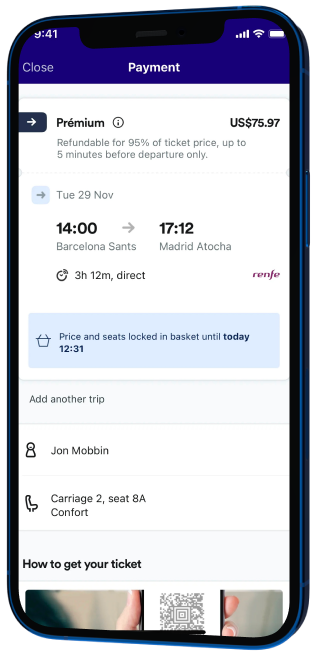 9:41
Close
Payment
Prémium
US$75.97
Refundable for 95% of ticket price, up to
5 minutes before departure only.
Tue 29 Nov
14:00
17:12
Barcelona Sants
Madrid Atocha
3h 12m, direct
renfe
Price and seats locked in basket until today
12:31
Add another trip
Jon Mobbin
Carriage 2, seat 8A
Confort
How to get your ticket